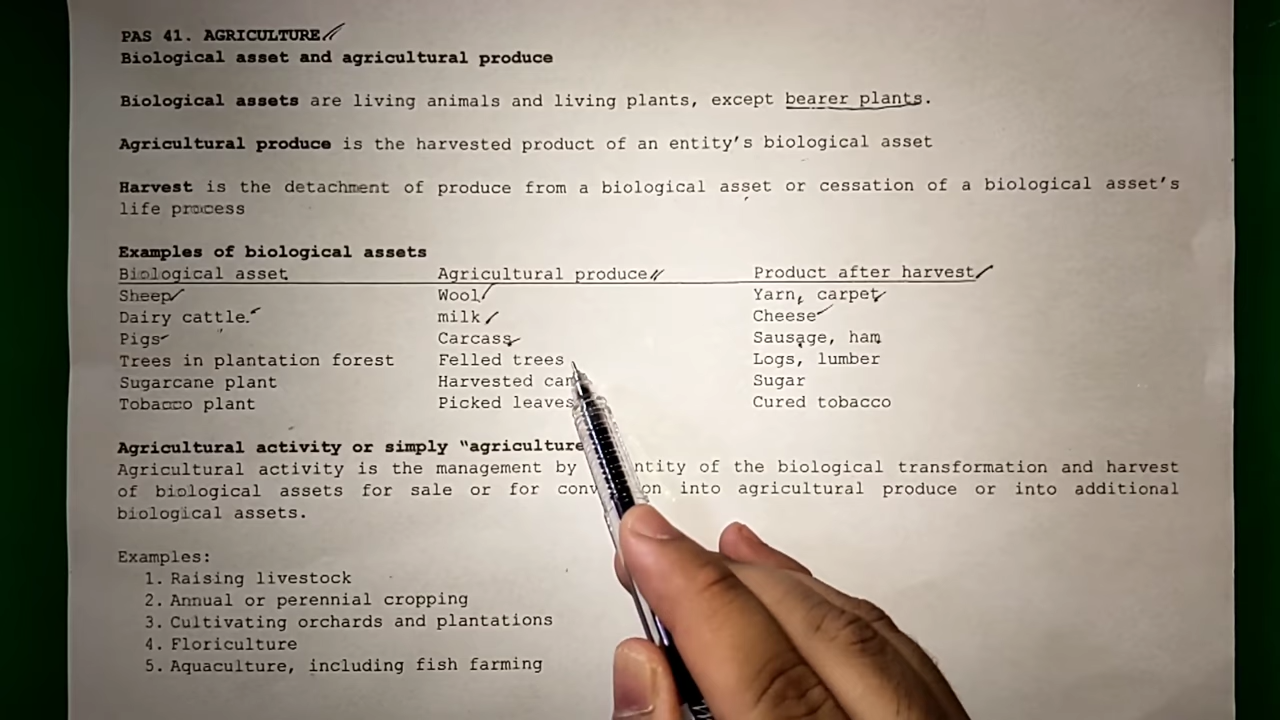 PAS 41. AGRICULTURE
Biological asset and agricultural produce
Biological assets are living animals and living plants, except bearer plants.
Agricultural produce is the harvested product of an entity's biological asset
Harvest is the detachment of produce from a biological asset or cessation of a biological asset's
life process
Examples of biological assets
Biological asset Agricultural produce Product after harvest
Sheep Wool Yarn, carpet
Dairy cattle. milk Cheese
Pigs Carcass Sausage, ham
Trees in plantation forest Felled trees Logs, lumber
Sugarcane plant Harvested Sugar
Tobacco plant Picked leaves Cured tobacco
Agricultural activity or simply "agriculture
Agricultural activity is the management by of the biological transformation and harvest
of biological assets for sale or for into agricultural produce or into additional
biological assets.
Examples:
1. Raising livestock
2. Annual or perennial cropping
3. Cultivating orchards and plantations
4. Floriculture
5. Aquaculture, including fish farming